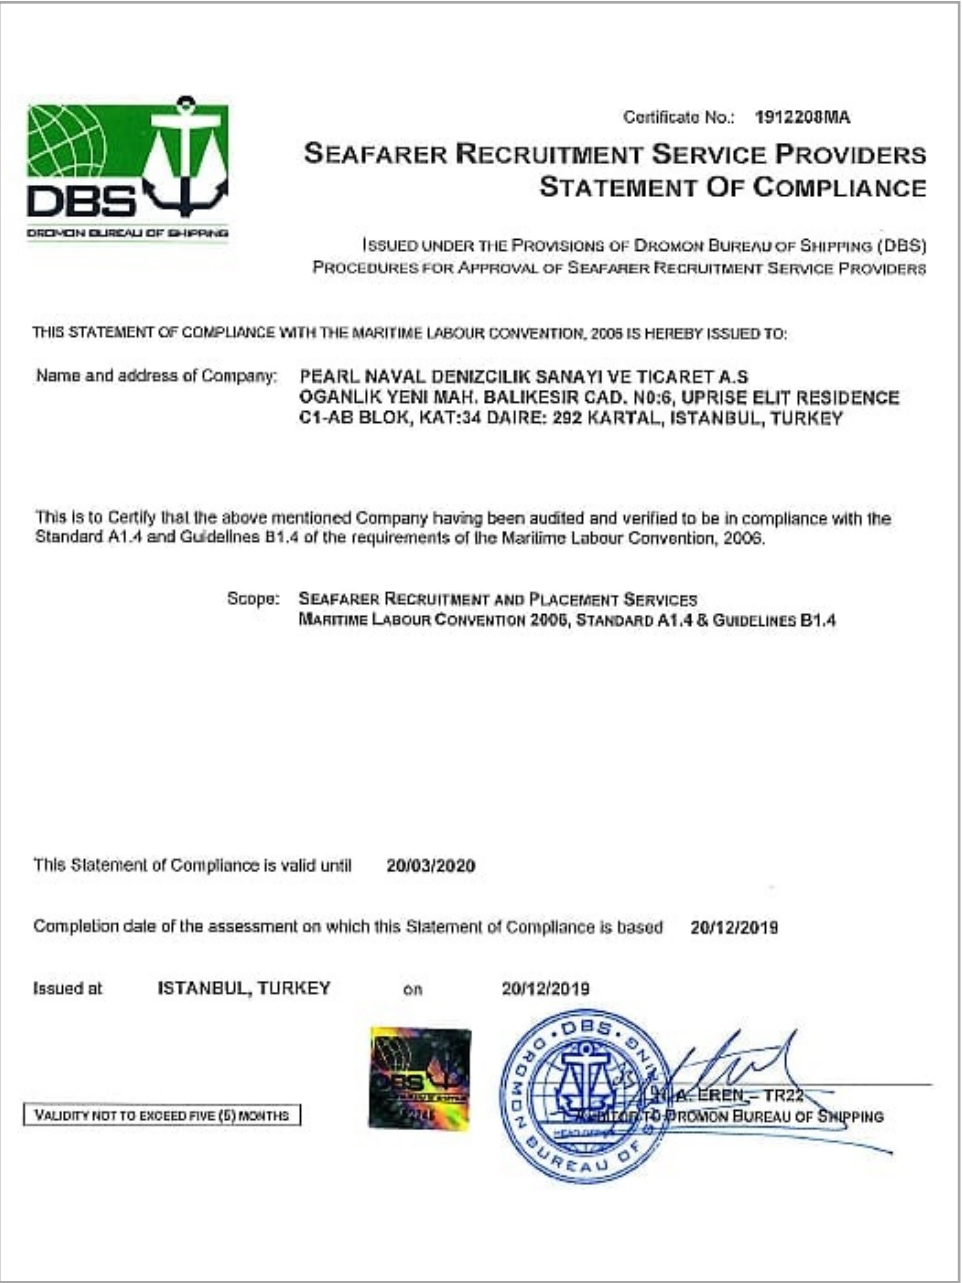 Certificate No.: 1912208MA
SEAFARER RECRUITMENT SERVICE PROVIDERS
STATEMENT OF COMPLIANCE
DBS
DROMON BUREAU OF SHIPPING
ISSUED UNDER THE PROVISIONS OF DROMON BUREAU OF SHIPPING (DBS)
PROCEDURES FOR APPROVAL OF SEAFARER RECRUITMENT SERVICE PROVIDERS
THIS STATEMENT OF COMPLIANCE WITH THE MARITIME LABOUR CONVENTION, 2006 IS HEREBY ISSUED TO:
Name and address of Company: PEARL NAVAL DENIZCILIK SANAYI VE TICARET A.S
OGANLIK YENI MAH. BALIKESIR CAD. N0:6, UPRISE ELIT RESIDENCE
C1-AB BLOK, KAT:34 DAIRE: 292 KARTAL, ISTANBUL, TURKEY
This is to Certify that the above mentioned Company having been audited and verified to be in compliance with the
Standard A1.4 and Guidelines B1.4 of the requirements of the Maritime Labour Convention, 2006.
Scope: SEAFARER RECRUITMENT AND PLACEMENT SERVICES
MARITIME LABOUR CONVENTION 2006, STANDARD A1.4 & GUIDELINES B1.4
This Statement of Compliance is valid until 20/03/2020
Completion date of the assessment on which this Statement of Compliance is based 20/12/2019
Issued at ISTANBUL, TURKEY on 20/12/2019
DBS
DBS
DROMON BUREAU OF SHIPPING
A. EREN - TR22
AUDITOR TO DROMON BUREAU OF SHIPPING
VALIDITY NOT TO EXCEED FIVE (5) MONTHS